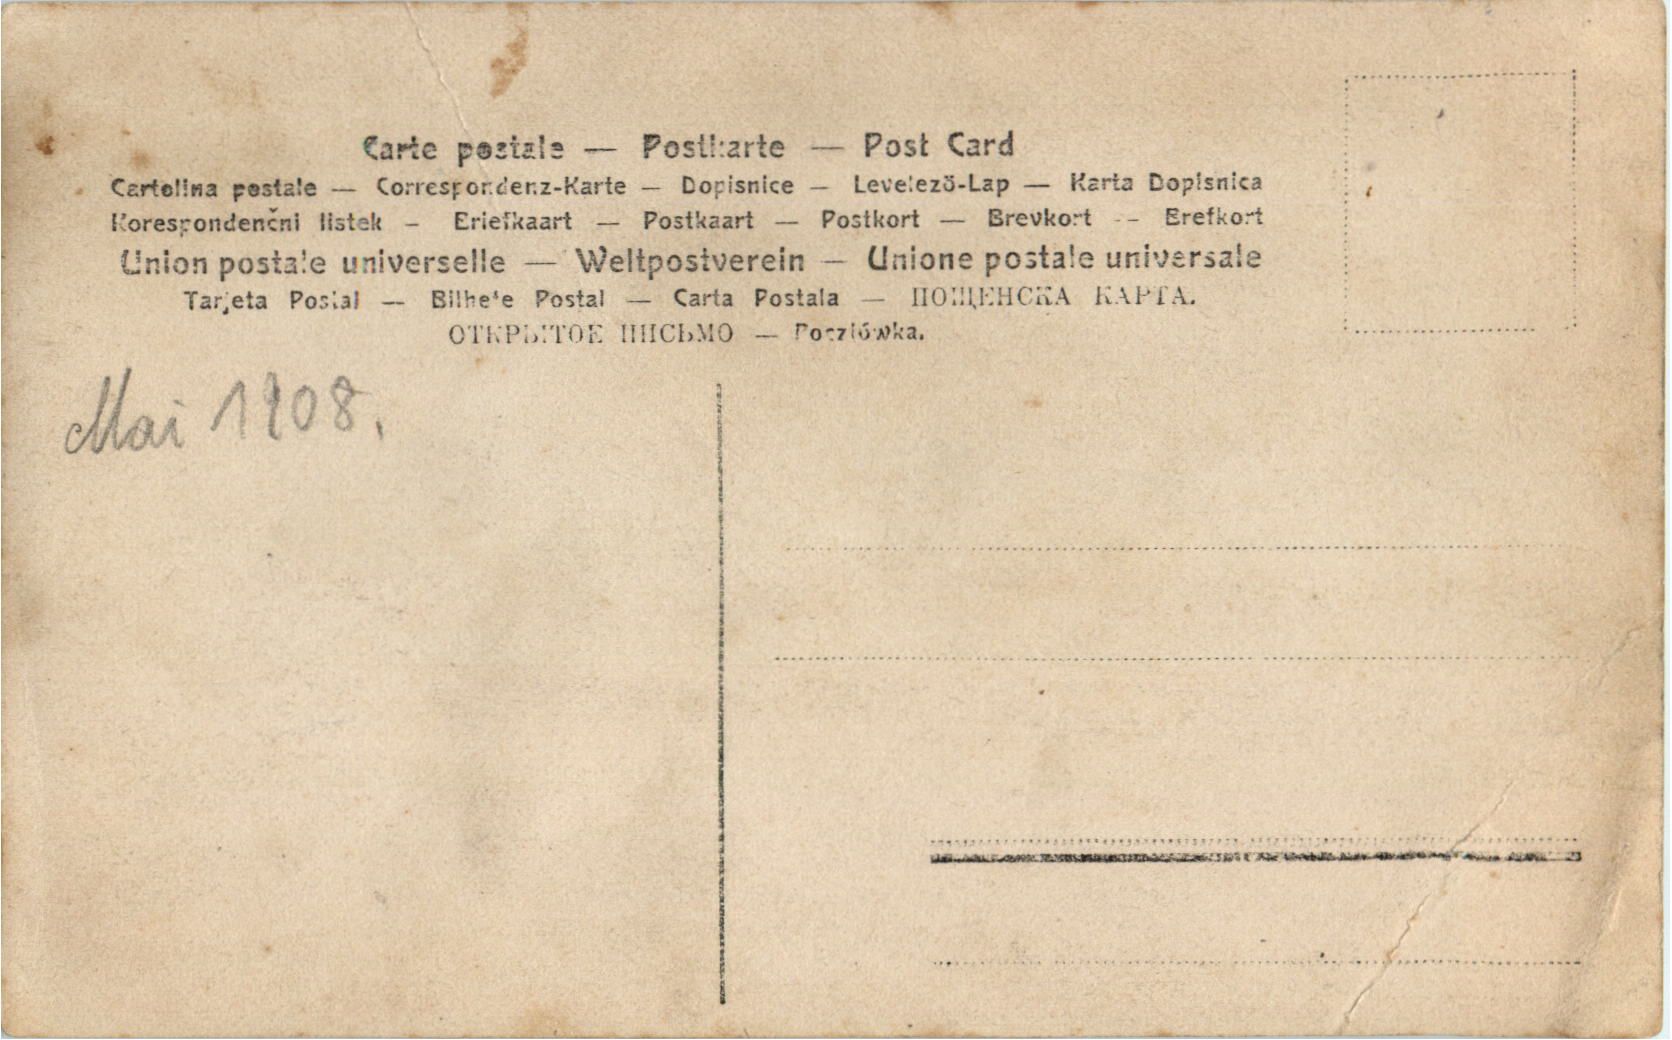 Carte postale — Postkarte — Post Card
Cartolina postale — Correspondenz-Karte — Dopisnice — Levelező-Lap — Karta Dopisnica
Korespondenčni listek — Briefkaart — Postkaart — Postkort — Brevkort — Brefkort
Union postale universelle — Weltpostverein — Unione postale universale
Tarjeta Postal — Bilhete Postal — Carta Postala — ПОЩЕНСКА КАРТА.
ОТКРЫТОЕ ПИСЬМО — Pocztówka.
Mai 1908.